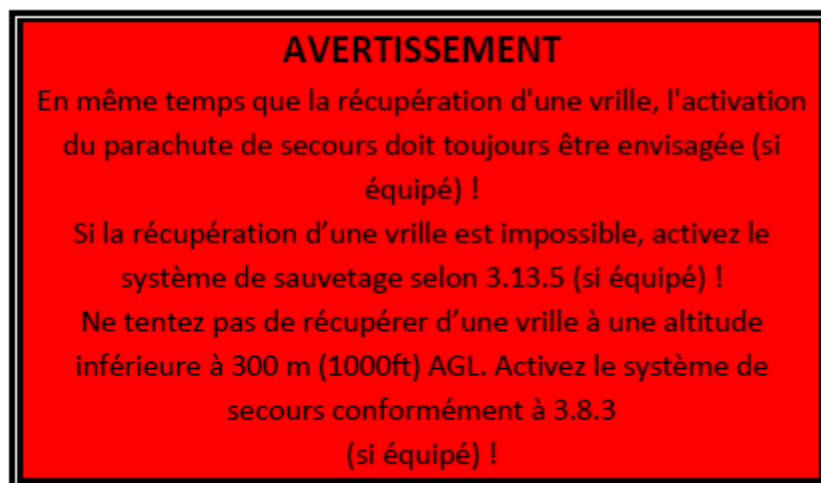 AVERTISSEMENT
En même temps que la récupération d'une vrille, l'activation
du parachute de secours doit toujours être envisagée (si
équipé) !
Si la récupération d’une vrille est impossible, activez le
système de sauvetage selon 3.13.5 (si équipé) !
Ne tentez pas de récupérer d’une vrille à une altitude
inférieure à 300 m (1000ft) AGL. Activez le système de
secours conformément à 3.8.3
(si équipé) !